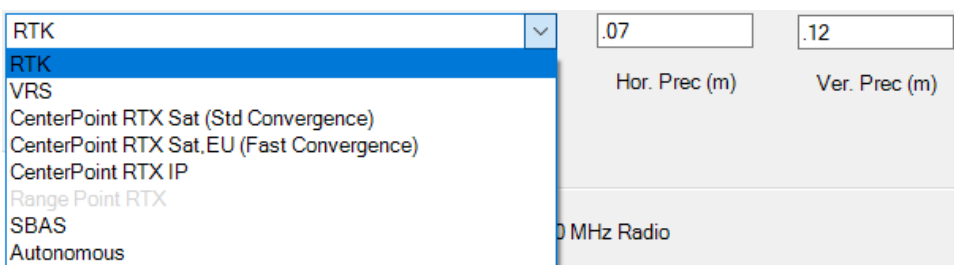 RTK .07 .12
RTK
Hor. Prec (m) Ver. Prec (m)
VRS
CenterPoint RTX Sat (Std Convergence)
CenterPoint RTX Sat,EU (Fast Convergence)
CenterPoint RTX IP
Range Point RTX
SBAS
0 MHz Radio
Autonomous